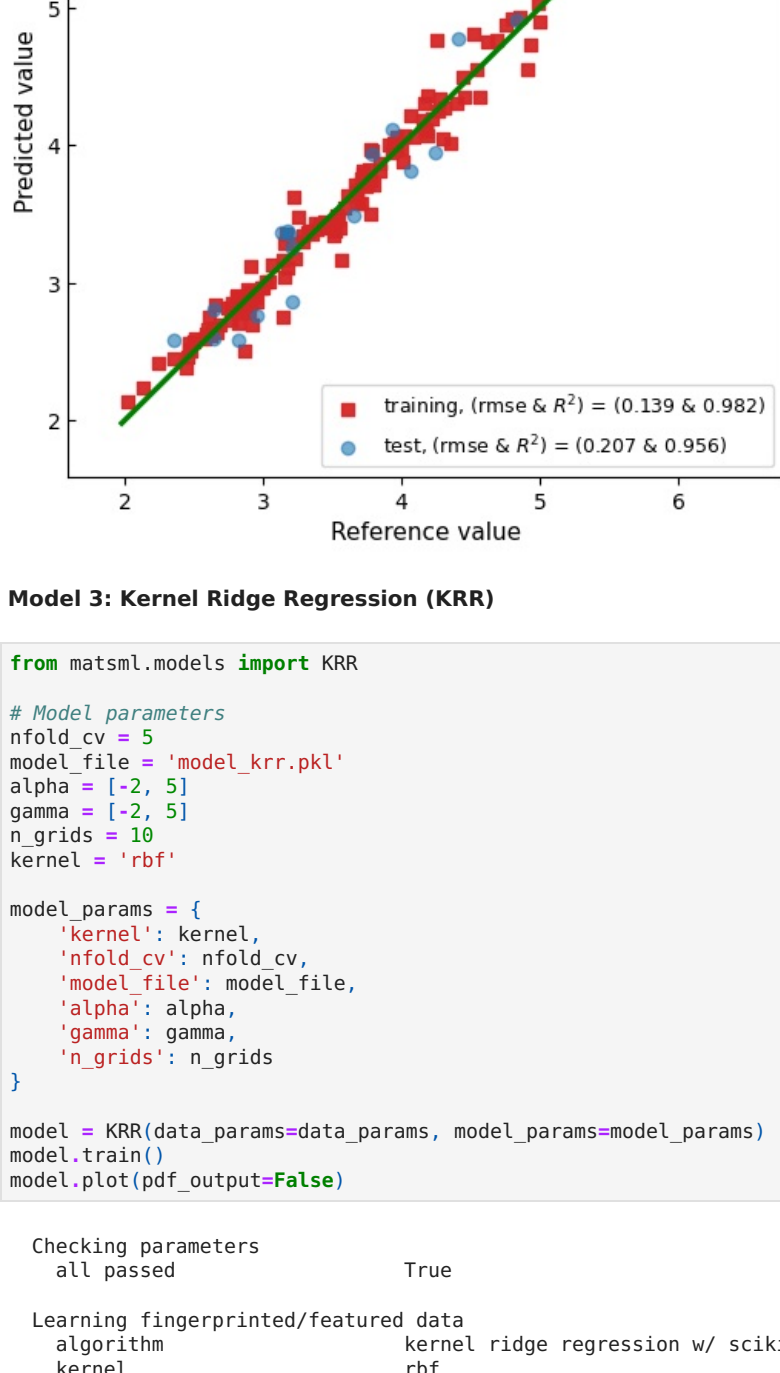 5
Predicted value
4
3
2
training, (rmse & R²) = (0.139 & 0.982)
test, (rmse & R²) = (0.207 & 0.956)
2 3 4 5 6
Reference value
Model 3: Kernel Ridge Regression (KRR)
from matsml.models import KRR
# Model parameters
nfold_cv = 5
model_file = 'model_krr.pkl'
alpha = [-2, 5]
gamma = [-2, 5]
n_grids = 10
kernel = 'rbf'
model_params = {
    'kernel': kernel,
    'nfold_cv': nfold_cv,
    'model_file': model_file,
    'alpha': alpha,
    'gamma': gamma,
    'n_grids': n_grids
}
model = KRR(data_params=data_params, model_params=model_params)
model.train()
model.plot(pdf_output=False)
Checking parameters
all passed True
Learning fingerprinted/featured data
algorithm kernel ridge regression w/ sciki
kernel rbf